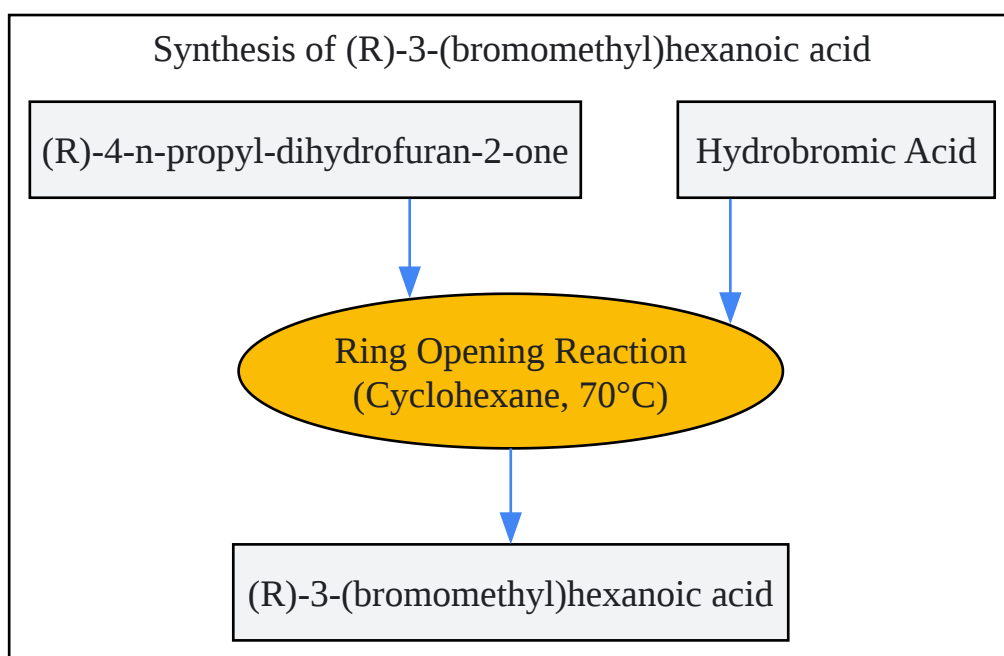 Synthesis of (R)-3-(bromomethyl)hexanoic acid
(R)-4-n-propyl-dihydrofuran-2-one
Hydrobromic Acid
Ring Opening Reaction
(Cyclohexane, 70°C)
(R)-3-(bromomethyl)hexanoic acid